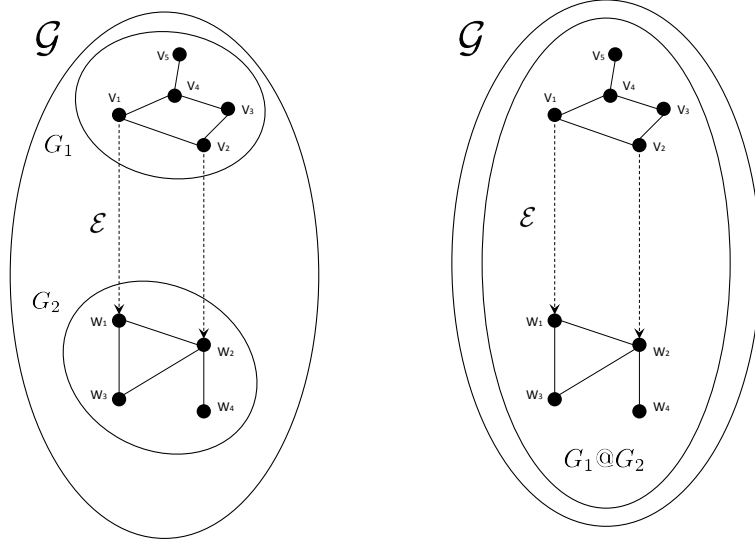 𝒢
V₅
V₄
V₁
V₃
V₂
G₁
ℰ
G₂
W₁
W₂
W₃
W₄
𝒢
V₅
V₄
V₁
V₃
V₂
ℰ
W₁
W₂
W₃
W₄
G₁@G₂